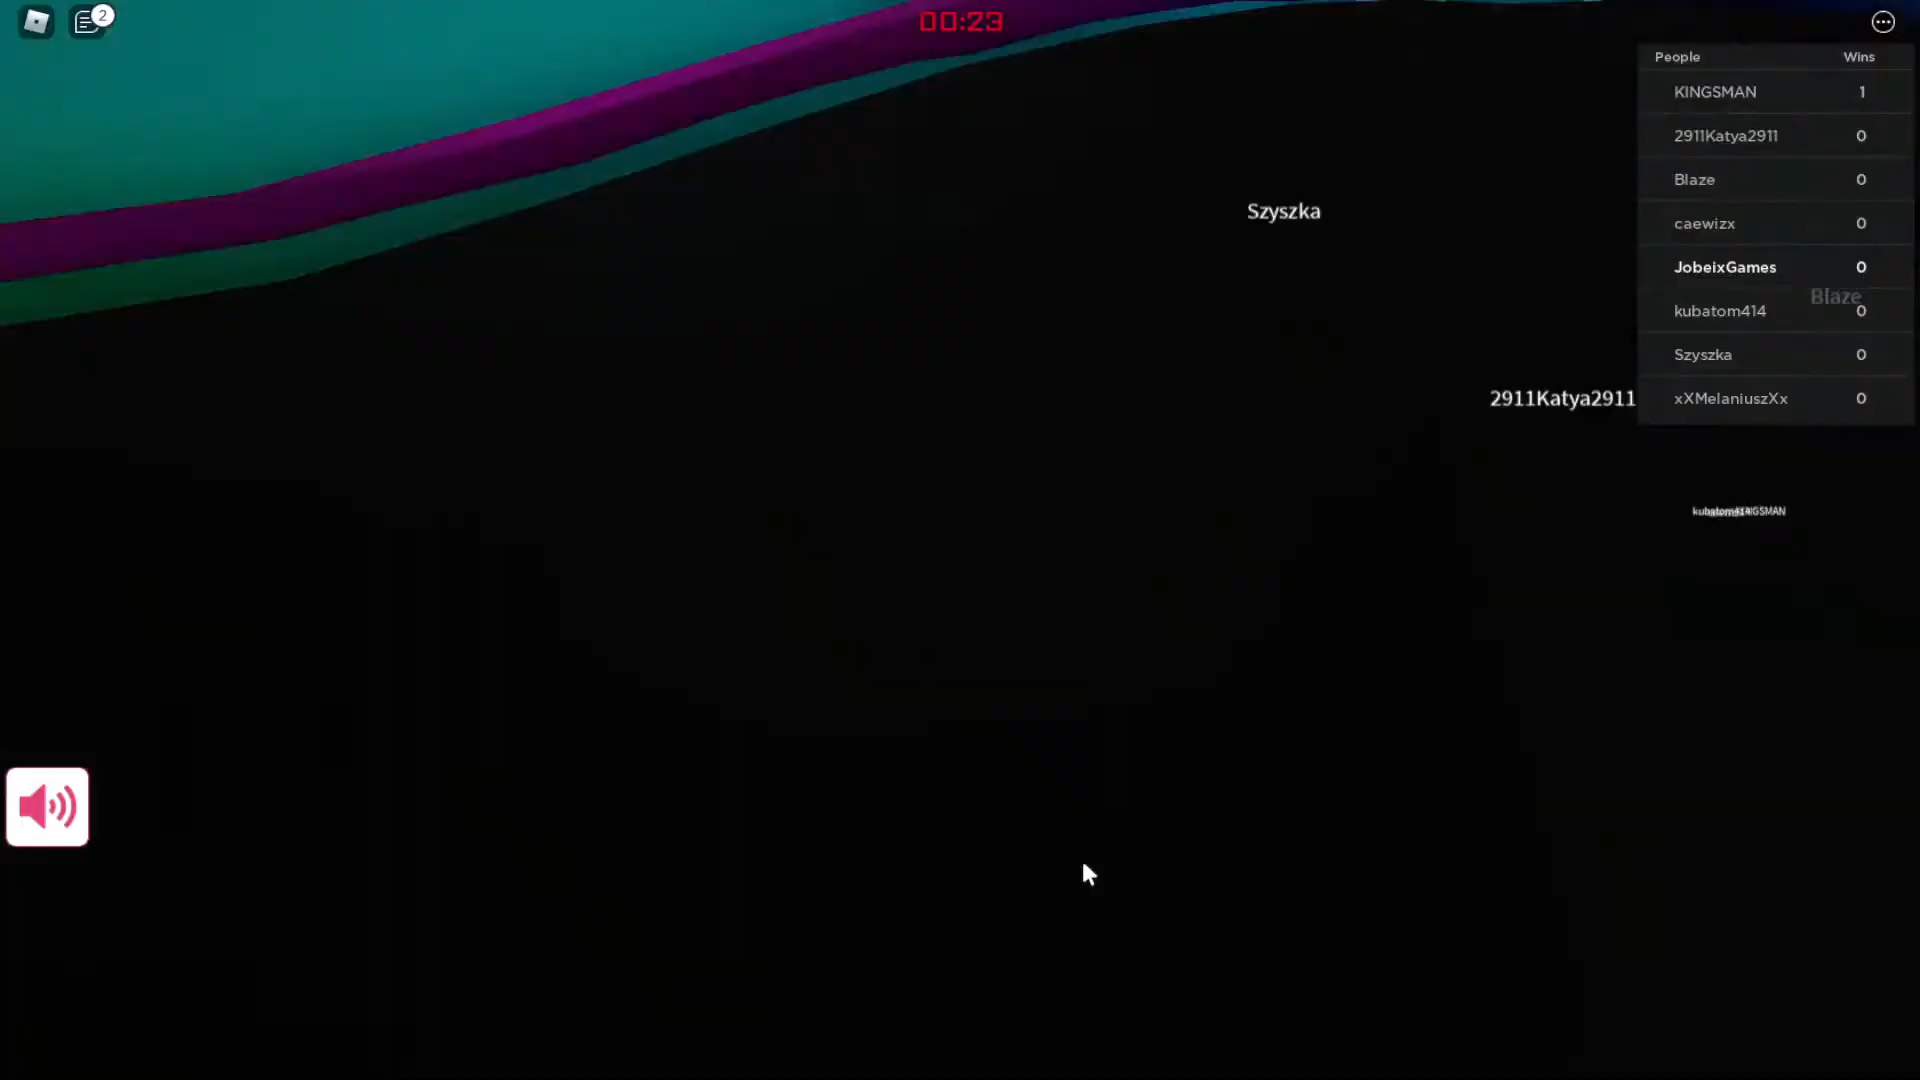 2
00:23
People Wins
KINGSMAN 1
2911Katya2911 0
Blaze 0
caewizx 0
JobeixGames 0
kubatom414 0
Szyszka 0
xXMelaniuszXx 0
Szyszka
Blaze
2911Katya2911